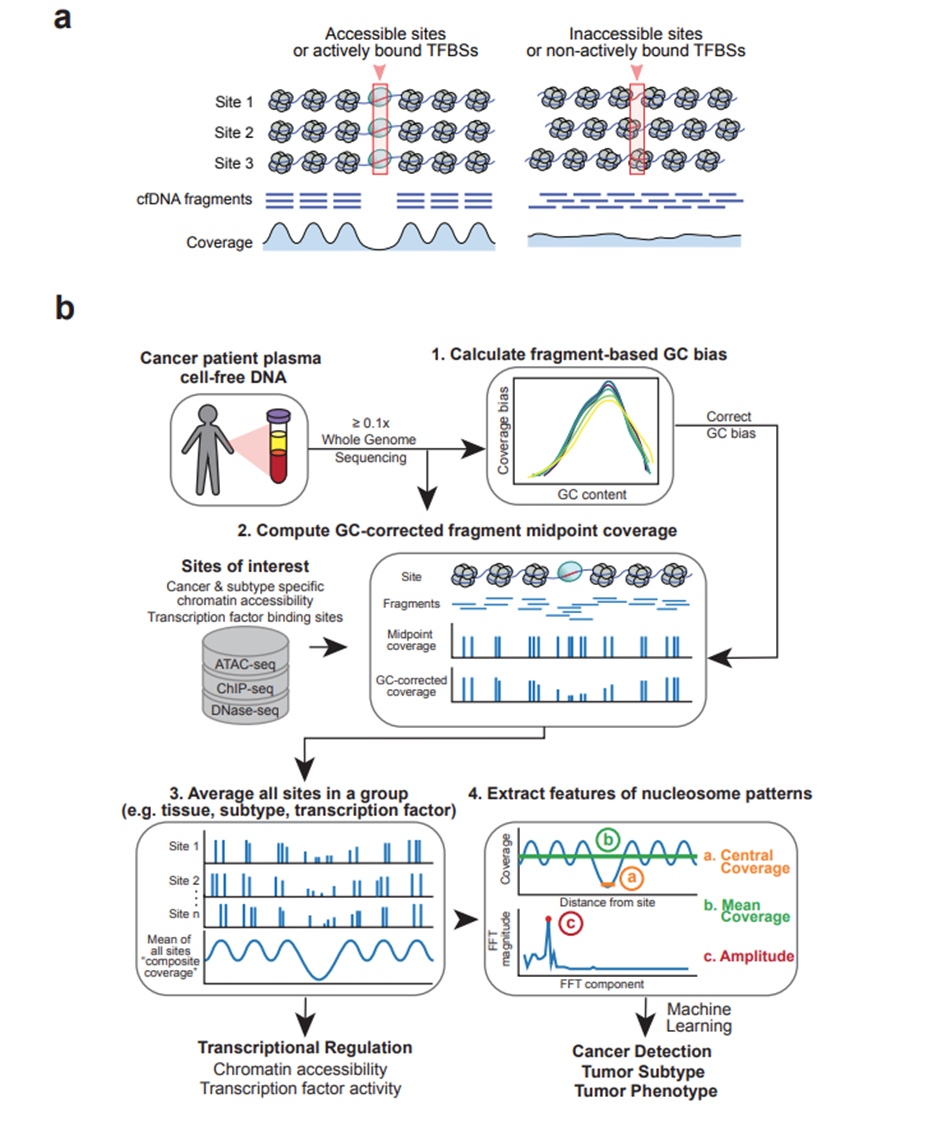 a
Accessible sites
or actively bound TFBSs
Inaccessible sites
or non-actively bound TFBSs
Site 1
Site 2
Site 3
cfDNA fragments
Coverage
b
Cancer patient plasma
cell-free DNA
≥ 0.1x
Whole Genome
Sequencing
1. Calculate fragment-based GC bias
Coverage bias
GC content
Correct
GC bias
2. Compute GC-corrected fragment midpoint coverage
Sites of interest
Cancer & subtype specific
chromatin accessibility
Transcription factor binding sites
ATAC-seq
ChIP-seq
DNase-seq
Site
Fragments
Midpoint
coverage
GC-corrected
coverage
3. Average all sites in a group
(e.g. tissue, subtype, transcription factor)
Site 1
Site 2
Site n
Mean of
all sites
"composite
coverage"
Transcriptional Regulation
Chromatin accessibility
Transcription factor activity
4. Extract features of nucleosome patterns
Coverage
b
a
Distance from site
FFT
magnitude
c
FFT component
a. Central
Coverage
b. Mean
Coverage
c. Amplitude
Machine
Learning
Cancer Detection
Tumor Subtype
Tumor Phenotype